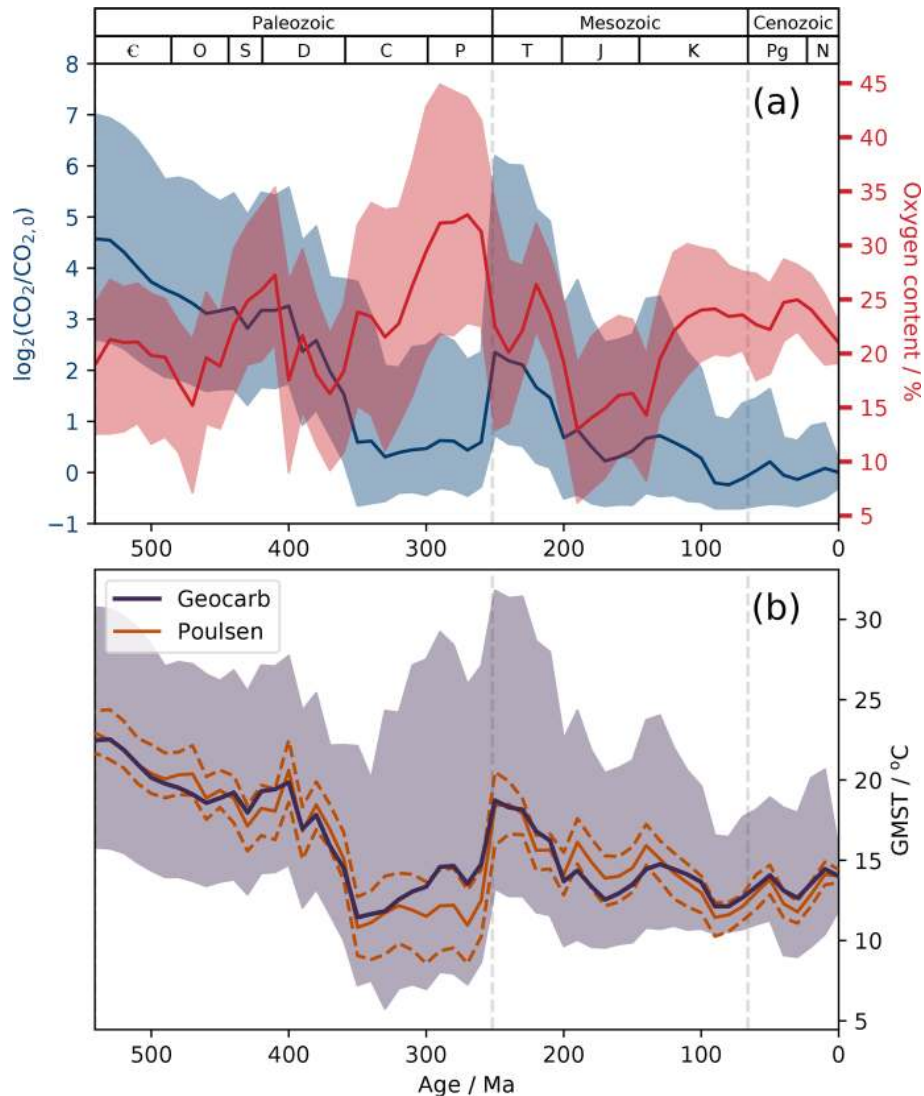 Paleozoic Mesozoic Cenozoic
Є O S D C P T J K Pg N
(a)
log₂(CO₂/CO₂,₀)
8
7
6
5
4
3
2
1
0
−1
Oxygen content / %
45
40
35
30
25
20
15
10
5
500 400 300 200 100 0
Geocarb
Poulsen
(b)
GMST / °C
30
25
20
15
10
5
500 400 300 200 100 0
Age / Ma